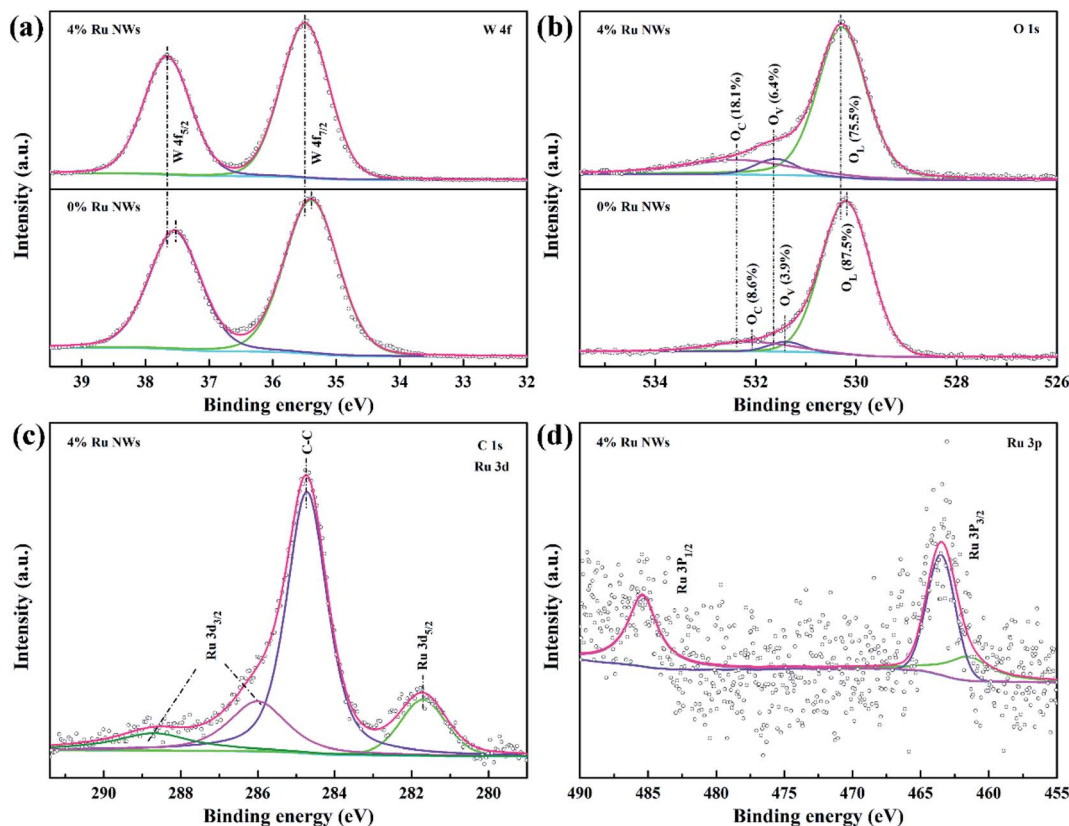 (a)
4% Ru NWs
W 4f
W 4f5/2
W 4f7/2
0% Ru NWs
Intensity (a.u.)
39 38 37 36 35 34 33 32
Binding energy (eV)
(b)
4% Ru NWs
O 1s
OC (18.1%)
OV (6.4%)
OL (75.5%)
0% Ru NWs
OC (8.6%)
OV (3.9%)
OL (87.5%)
Intensity (a.u.)
534 532 530 528 526
Binding energy (eV)
(c)
4% Ru NWs
C 1s
Ru 3d
C-C
Ru 3d3/2
Ru 3d5/2
Intensity (a.u.)
290 288 286 284 282 280
Binding energy (eV)
(d)
4% Ru NWs
Ru 3p
Ru 3P1/2
Ru 3P3/2
Intensity (a.u.)
490 485 480 475 470 465 460 455
Binding energy (eV)